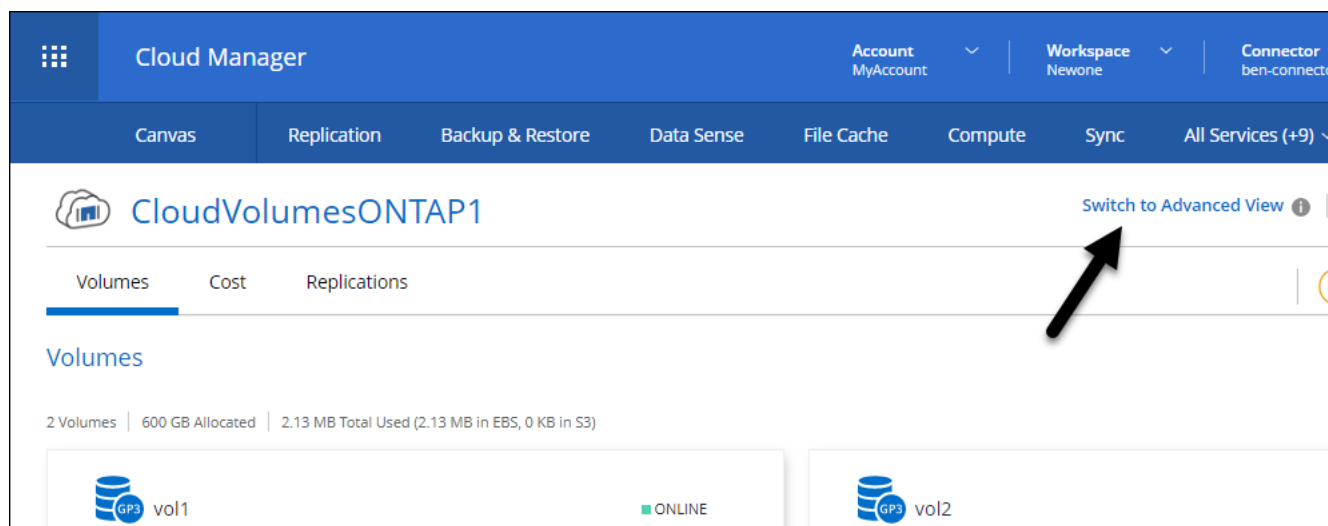 Cloud Manager
Account
MyAccount
Workspace
Newone
Connector
ben-connecto
Canvas
Replication
Backup & Restore
Data Sense
File Cache
Compute
Sync
All Services (+9)
CloudVolumesONTAP1
Switch to Advanced View
Volumes
Cost
Replications
Volumes
2 Volumes | 600 GB Allocated | 2.13 MB Total Used (2.13 MB in EBS, 0 KB in S3)
GP3
vol1
ONLINE
GP3
vol2